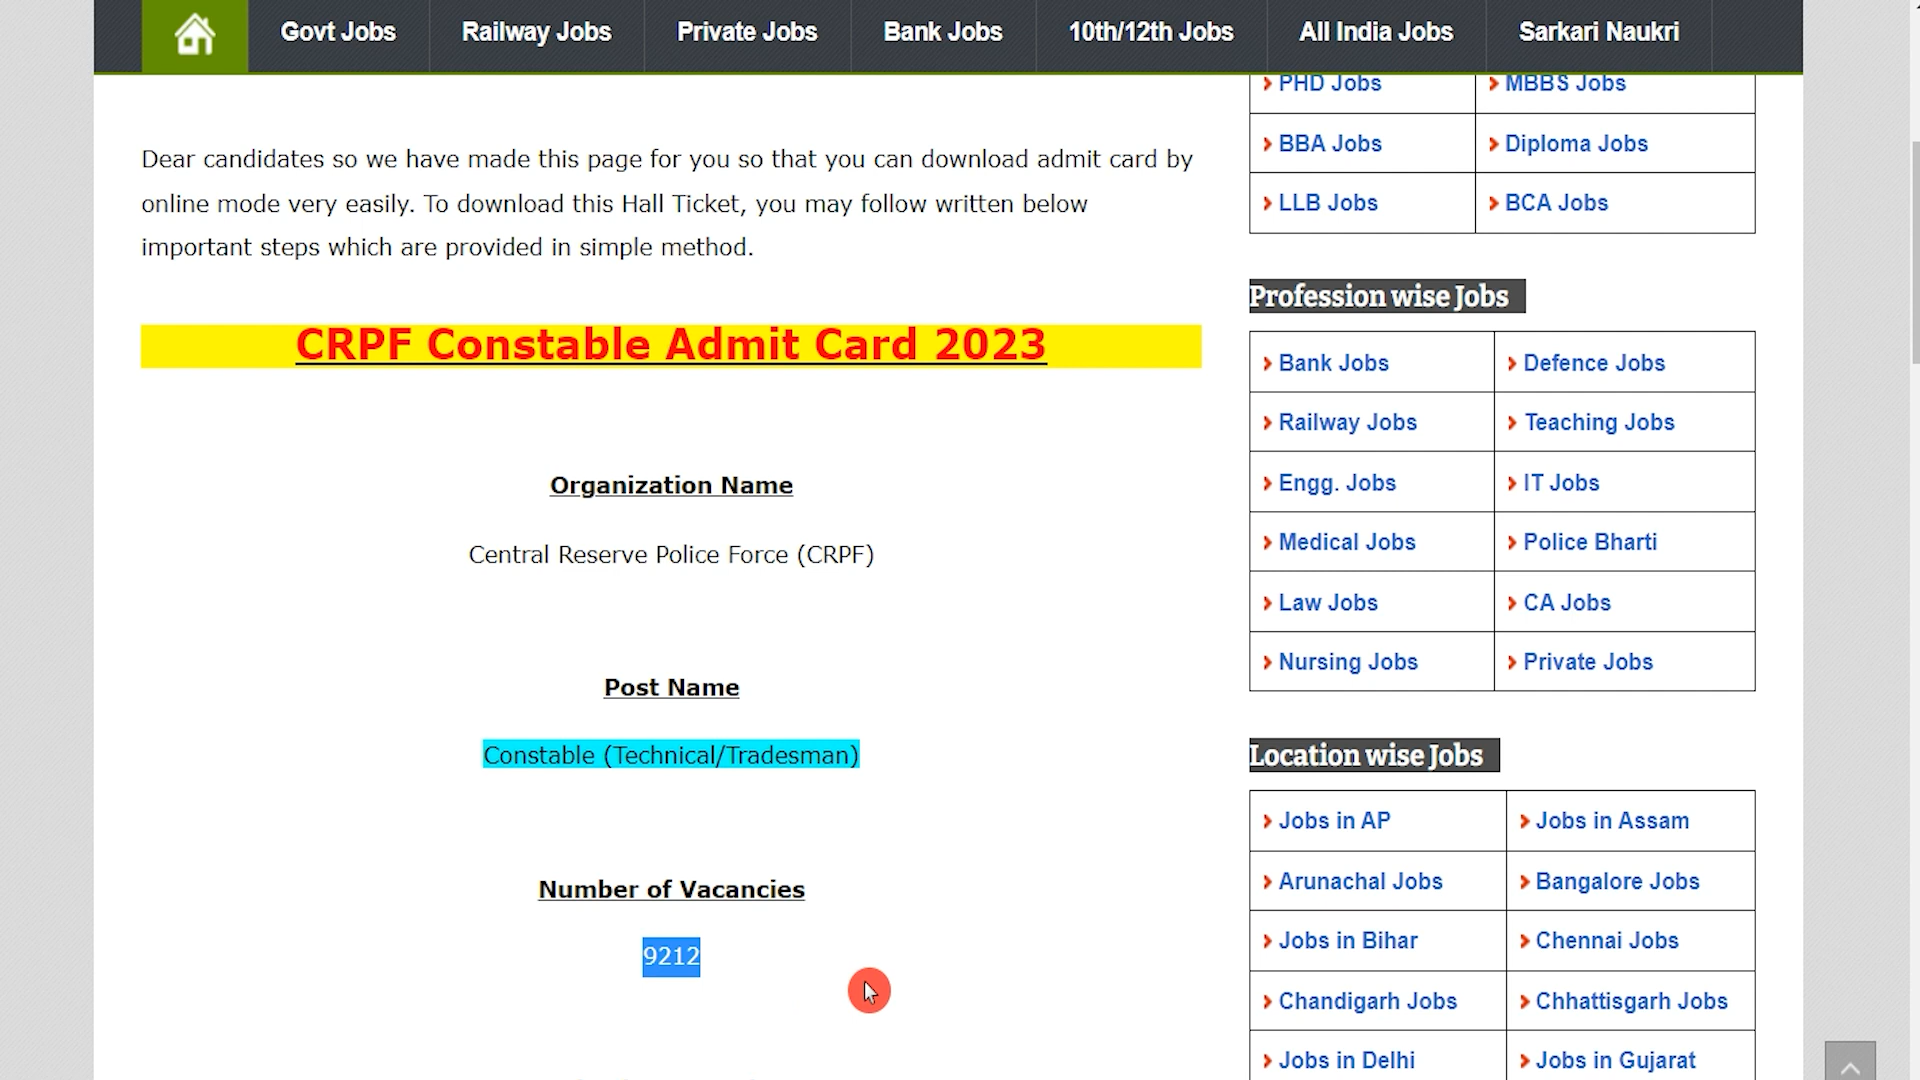 Govt Jobs Railway Jobs Private Jobs Bank Jobs 10th/12th Jobs All India Jobs Sarkari Naukri
Dear candidates so we have made this page for you so that you can download admit card by
online mode very easily. To download this Hall Ticket, you may follow written below
important steps which are provided in simple method.
CRPF Constable Admit Card 2023
Organization Name
Central Reserve Police Force (CRPF)
Post Name
Constable (Technical/Tradesman)
Number of Vacancies
9212
PHD Jobs MBBS Jobs
BBA Jobs Diploma Jobs
LLB Jobs BCA Jobs
Profession wise Jobs
Bank Jobs Defence Jobs
Railway Jobs Teaching Jobs
Engg. Jobs IT Jobs
Medical Jobs Police Bharti
Law Jobs CA Jobs
Nursing Jobs Private Jobs
Location wise Jobs
Jobs in AP Jobs in Assam
Arunachal Jobs Bangalore Jobs
Jobs in Bihar Chennai Jobs
Chandigarh Jobs Chhattisgarh Jobs
Jobs in Delhi Jobs in Gujarat